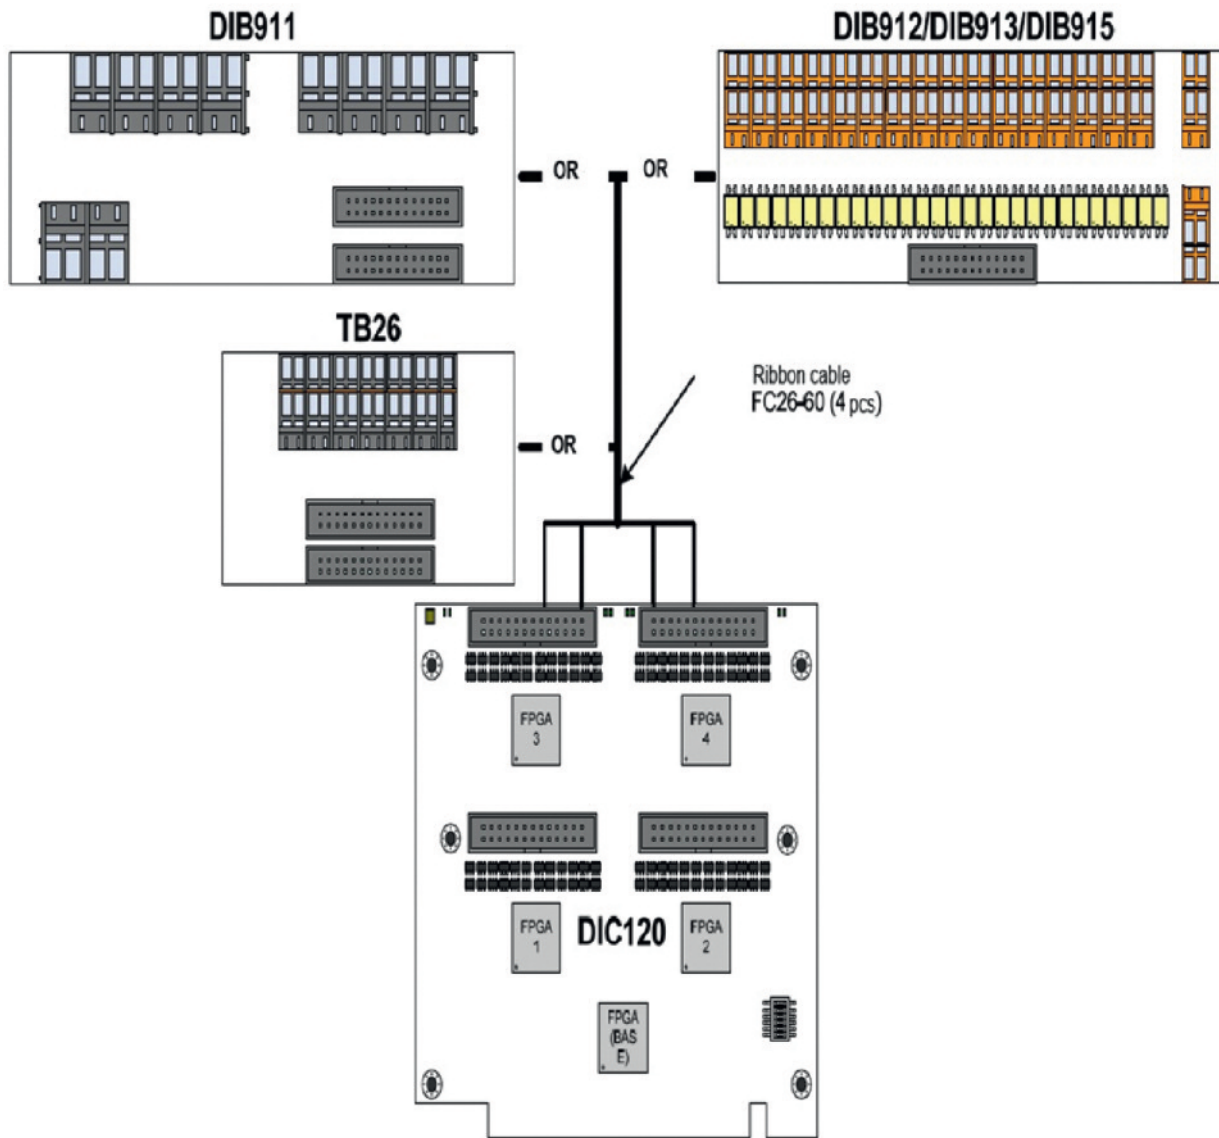 DIB911
DIB912/DIB913/DIB915
OR
OR
TB26
Ribbon cable
FC26-60 (4 pcs)
OR
FPGA
3
FPGA
4
FPGA
1
DIC120
FPGA
2
FPGA
(BAS
E)